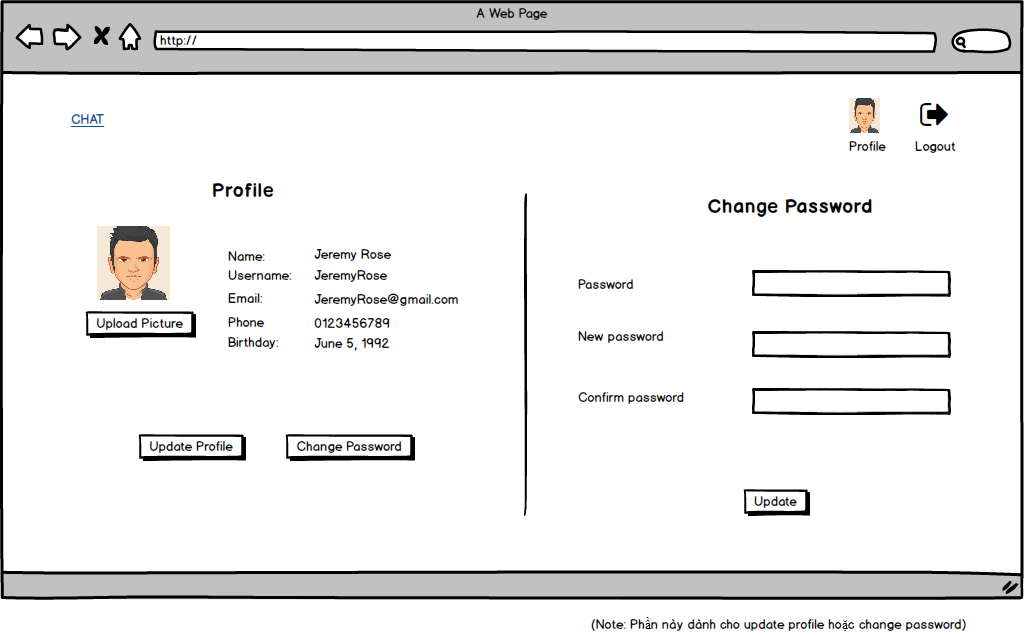 A Web Page
http://
CHAT
Profile
Logout
Profile
Upload Picture
Name: Jeremy Rose
Username: JeremyRose
Email: JeremyRose@gmail.com
Phone 0123456789
Birthday: June 5, 1992
Update Profile Change Password
Change Password
Password
New password
Confirm password
Update
(Note: Phần này dành cho update profile hoặc change password)